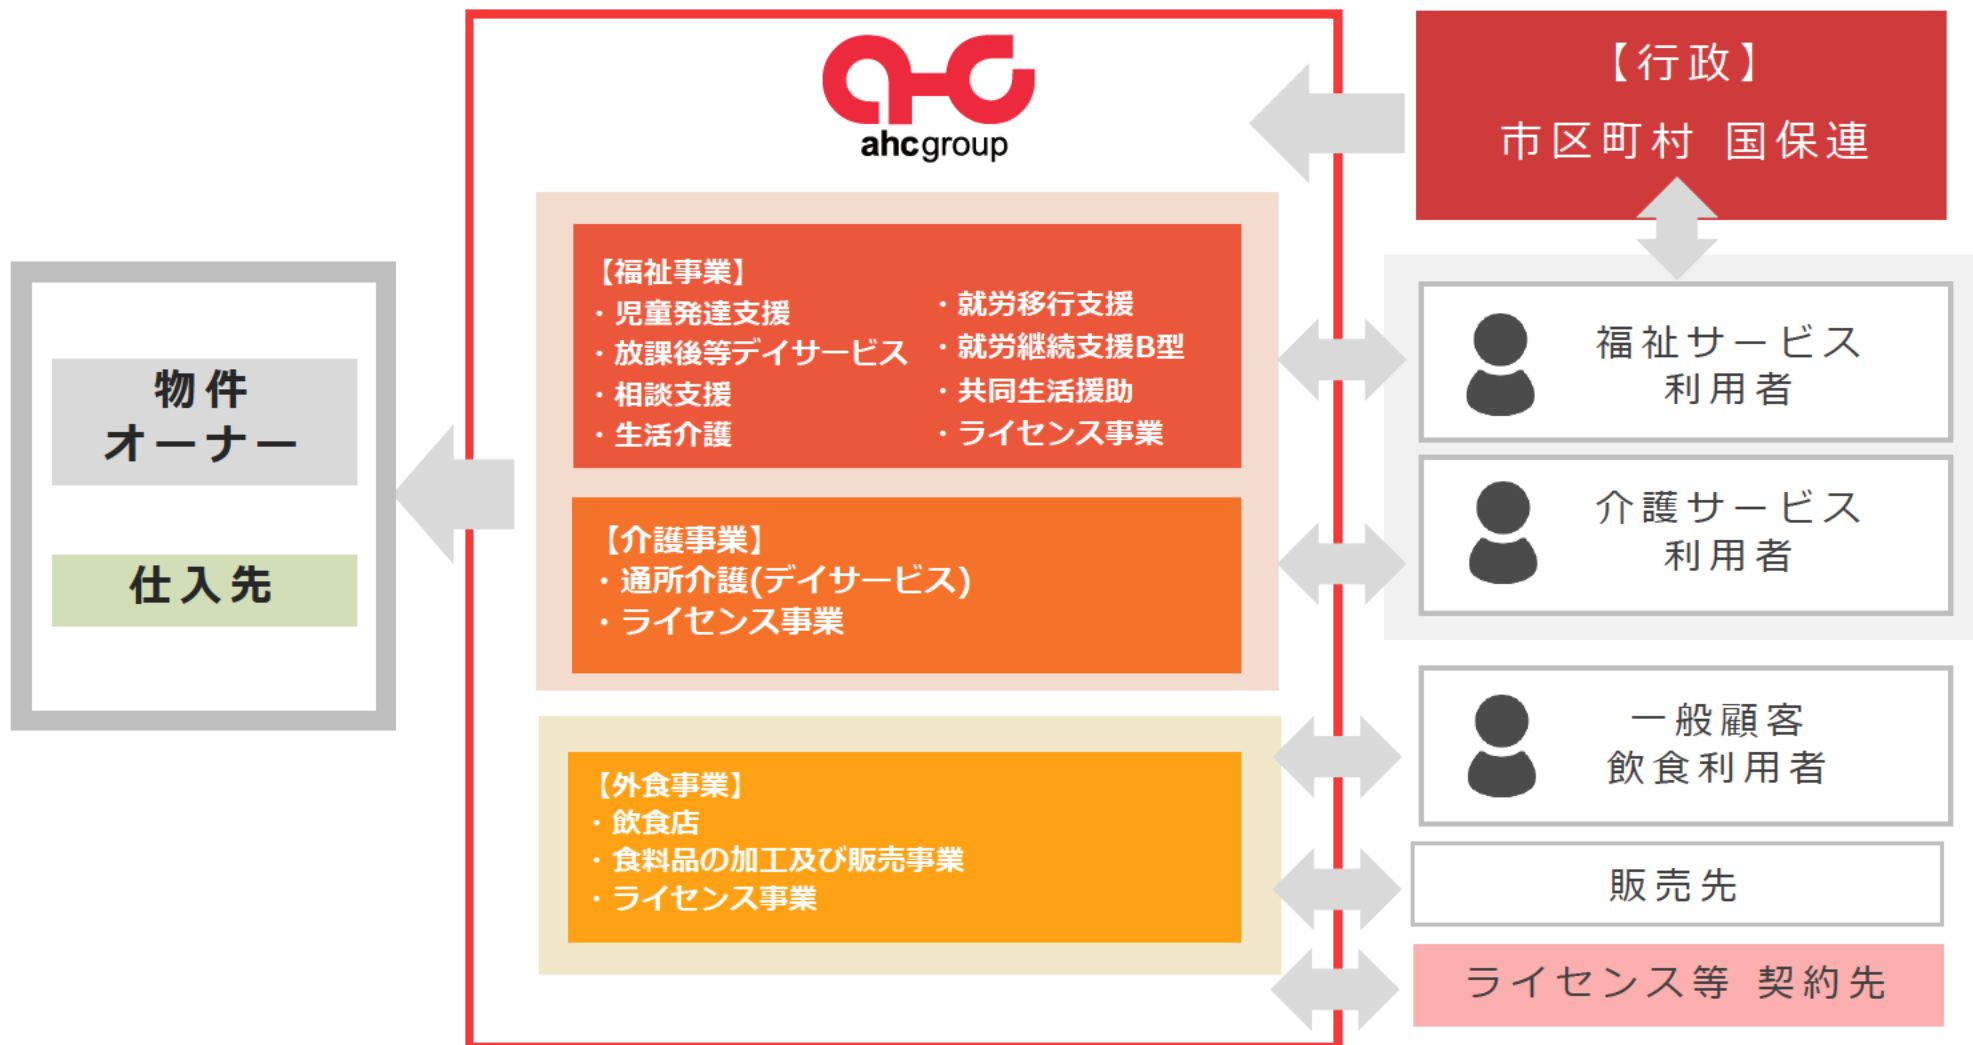 ahcgroup
【行政】
市区町村 国保連
物件
オーナー
仕入先
【福祉事業】
・児童発達支援
・放課後等デイサービス
・相談支援
・生活介護
・就労移行支援
・就労継続支援B型
・共同生活援助
・ライセンス事業
【介護事業】
・通所介護(デイサービス)
・ライセンス事業
【外食事業】
・飲食店
・食料品の加工及び販売事業
・ライセンス事業
福祉サービス
利用者
介護サービス
利用者
一般顧客
飲食利用者
販売先
ライセンス等 契約先